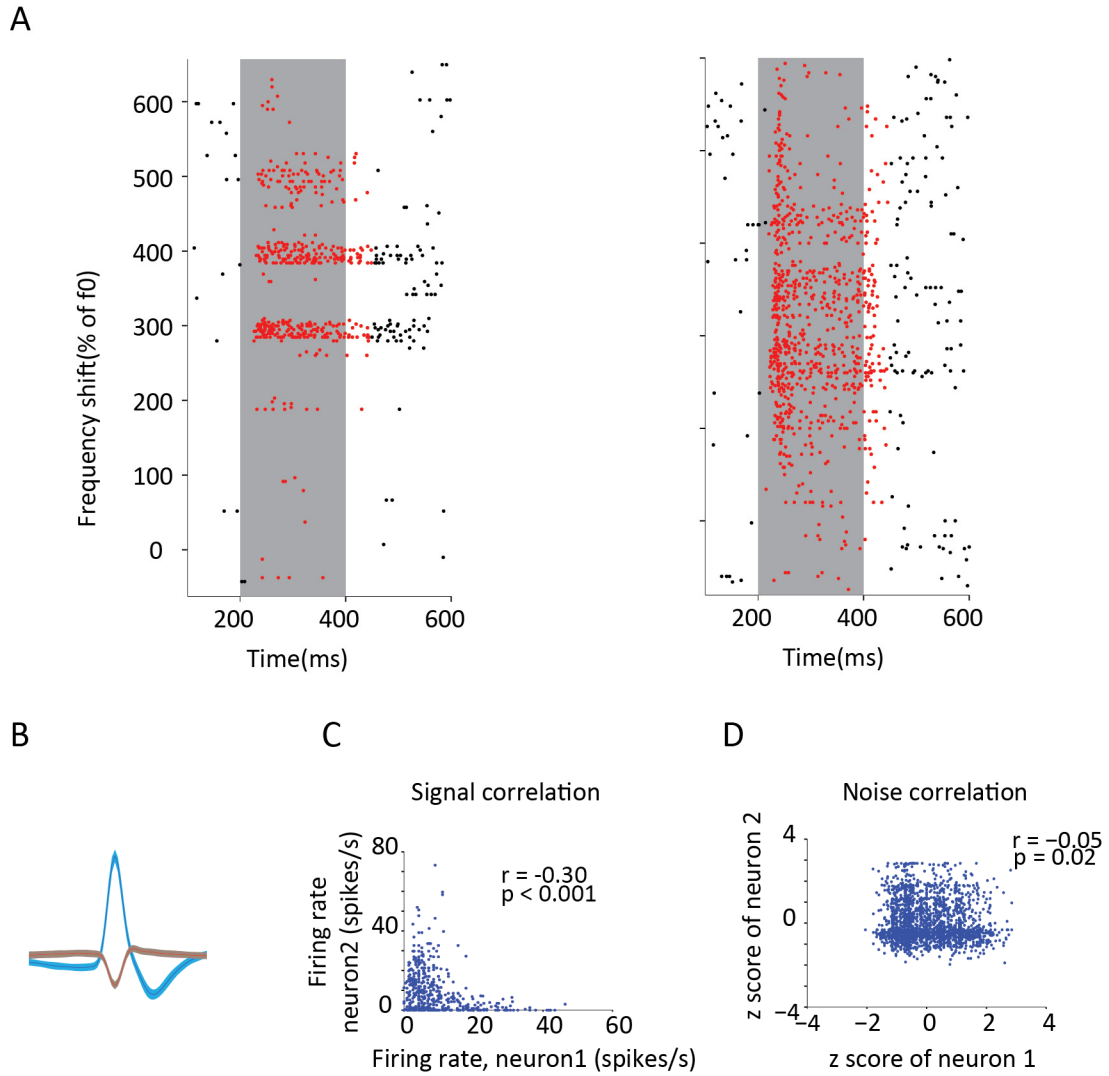 A
600
500
400
300
200
100
0
Frequency shift(% of f0)
200 400 600
Time(ms)
200 400 600
Time(ms)
B
C
Signal correlation
80
0
r = -0.30
p < 0.001
Firing rate
neuron2 (spikes/s)
0 20 40 60
Firing rate, neuron1 (spikes/s)
D
Noise correlation
4
0
−4
r = −0.05
p = 0.02
z score of neuron 2
−4 −2 0 2 4
z score of neuron 1